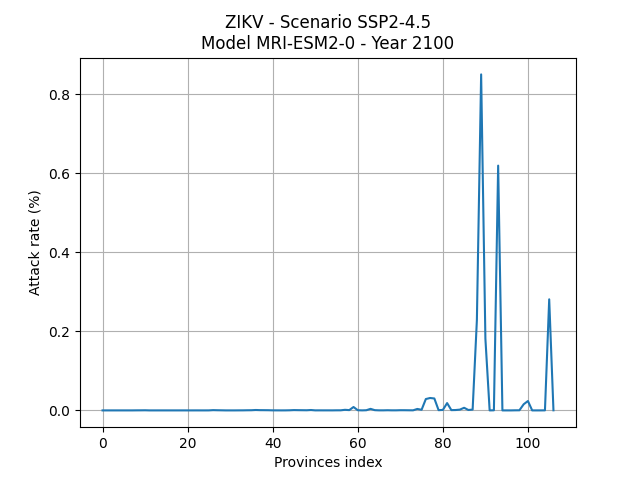 ZIKV - Scenario SSP2-4.5
Model MRI-ESM2-0 - Year 2100
0.8
0.6
0.4
0.2
0.0
Attack rate (%)
0 20 40 60 80 100
Provinces index